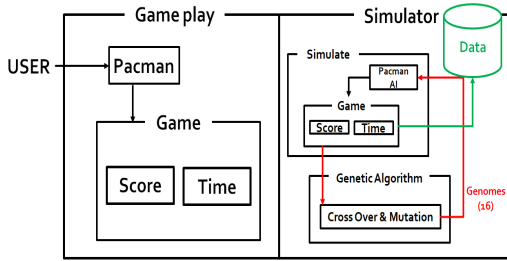 Game play
USER
Pacman
Game
Score
Time
Simulator
Data
Simulate
Pacman
AI
Game
Score
Time
Genetic Algorithm
Cross Over & Mutation
Genomes
(16)